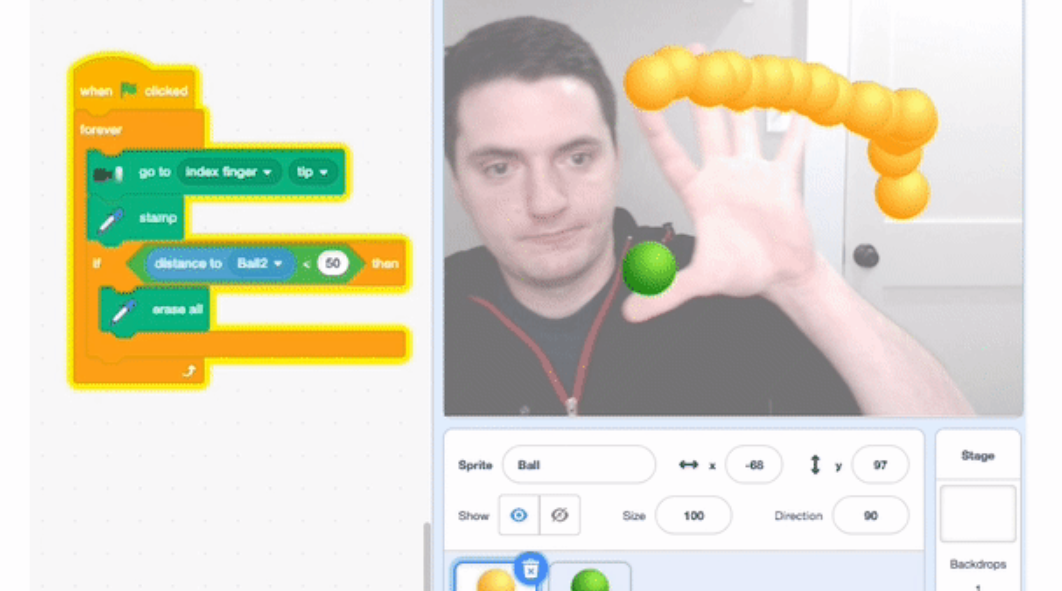 when clicked
forever
go to index finger tip
stamp
if distance to Ball2 < 50 then
erase all
Sprite Ball x -68 y 97
Show Size 100 Direction 90
Stage
Backdrops
1